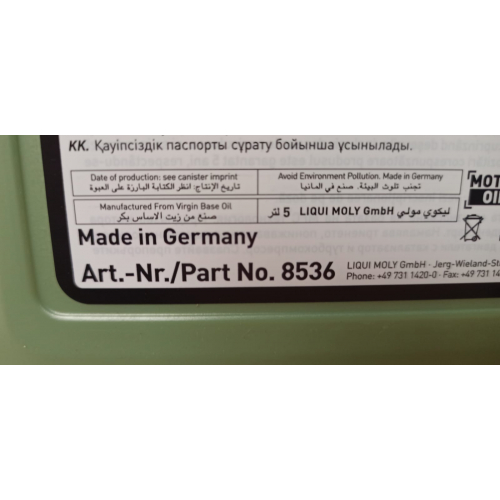 KK. Қауіпсіздік паспорты сұрату бойынша ұсынылады.
Date of production: see canister imprint
تاريخ الإنتاج: انظر الكتابة البارزة على العبوة
Avoid Environment Pollution. Made in Germany
تجنب تلوث البيئة. صنع في المانيا
Manufactured From Virgin Base Oil
صنع من زيت الاساس بكر
ليكوي مولي LIQUI MOLY GmbH 5 لتر
MOT
OIL
Made in Germany
Art.-Nr./Part No. 8536
LIQUI MOLY GmbH · Jerg-Wieland-St
Phone: +49 731 1420-0 · Fax: +49 731 14